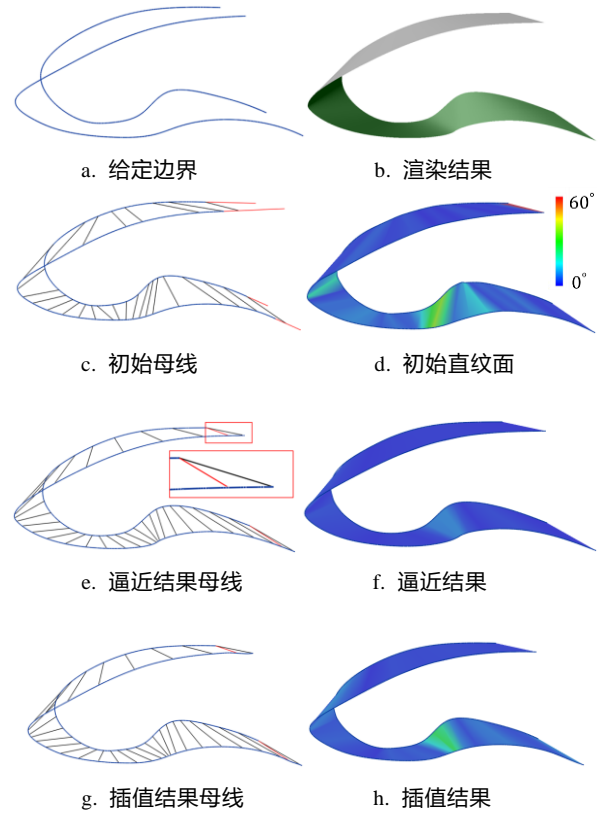 a. 给定边界
b. 渲染结果
60°
0°
c. 初始母线
d. 初始直纹面
e. 逼近结果母线
f. 逼近结果
g. 插值结果母线
h. 插值结果